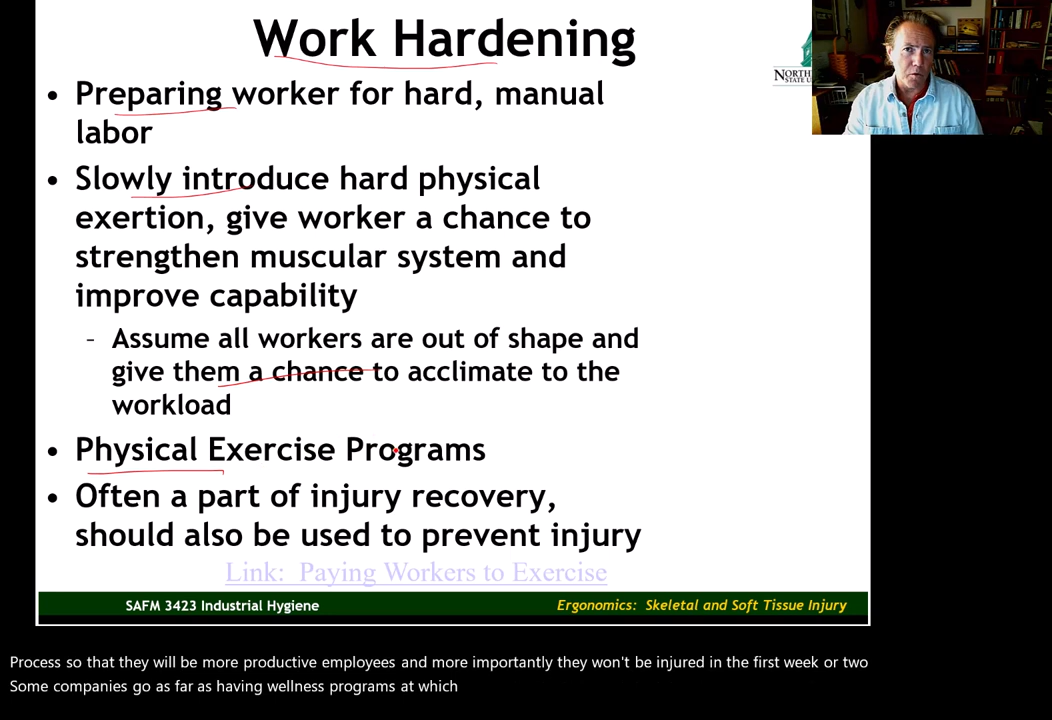 Work Hardening
• Preparing worker for hard, manual
labor
• Slowly introduce hard physical
exertion, give worker a chance to
strengthen muscular system and
improve capability
– Assume all workers are out of shape and
give them a chance to acclimate to the
workload
• Physical Exercise Programs
• Often a part of injury recovery,
should also be used to prevent injury
Link: Paying Workers to Exercise
SAFM 3423 Industrial Hygiene
Ergonomics: Skeletal and Soft Tissue Injury
Process so that they will be more productive employees and more importantly they won't be injured in the first week or two
Some companies go as far as having wellness programs at which